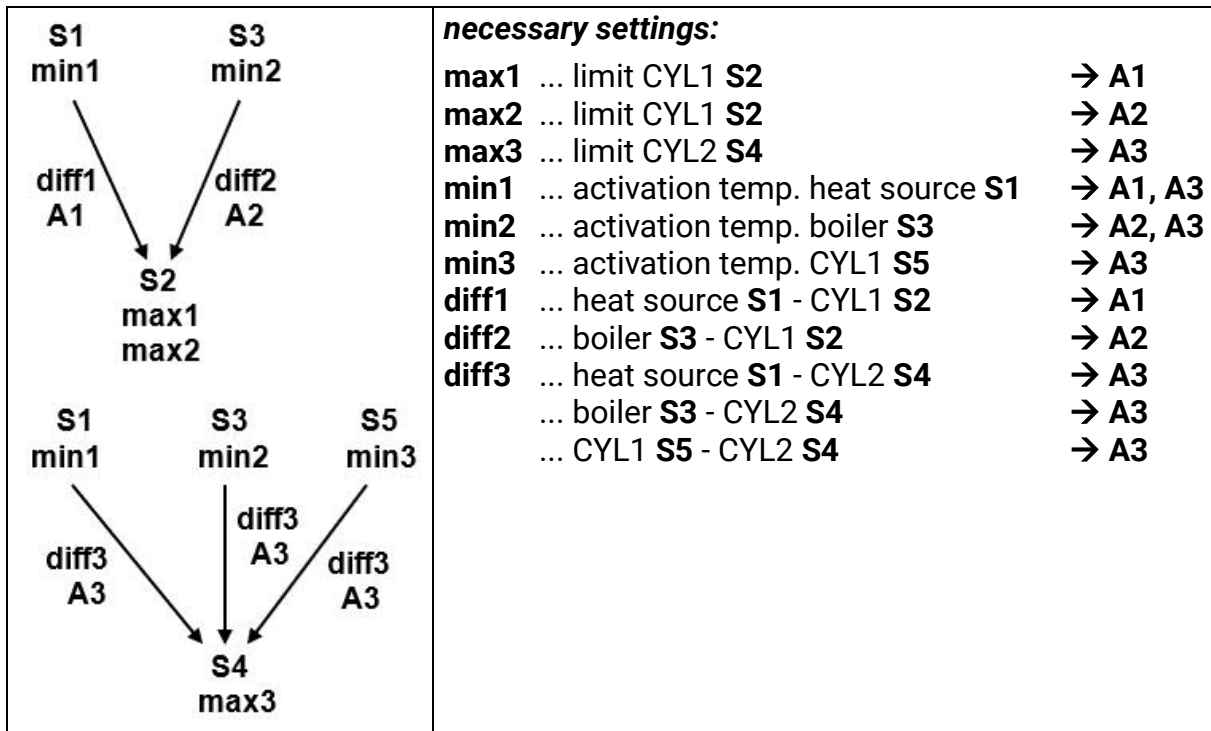 S1 S3
min1 min2
diff1 diff2
A1 A2
S2
max1
max2
S1 S3 S5
min1 min2 min3
diff3
A3
diff3 diff3
A3 A3
S4
max3
necessary settings:
max1 ... limit CYL1 S2 → A1
max2 ... limit CYL1 S2 → A2
max3 ... limit CYL2 S4 → A3
min1 ... activation temp. heat source S1 → A1, A3
min2 ... activation temp. boiler S3 → A2, A3
min3 ... activation temp. CYL1 S5 → A3
diff1 ... heat source S1 - CYL1 S2 → A1
diff2 ... boiler S3 - CYL1 S2 → A2
diff3 ... heat source S1 - CYL2 S4 → A3
... boiler S3 - CYL2 S4 → A3
... CYL1 S5 - CYL2 S4 → A3